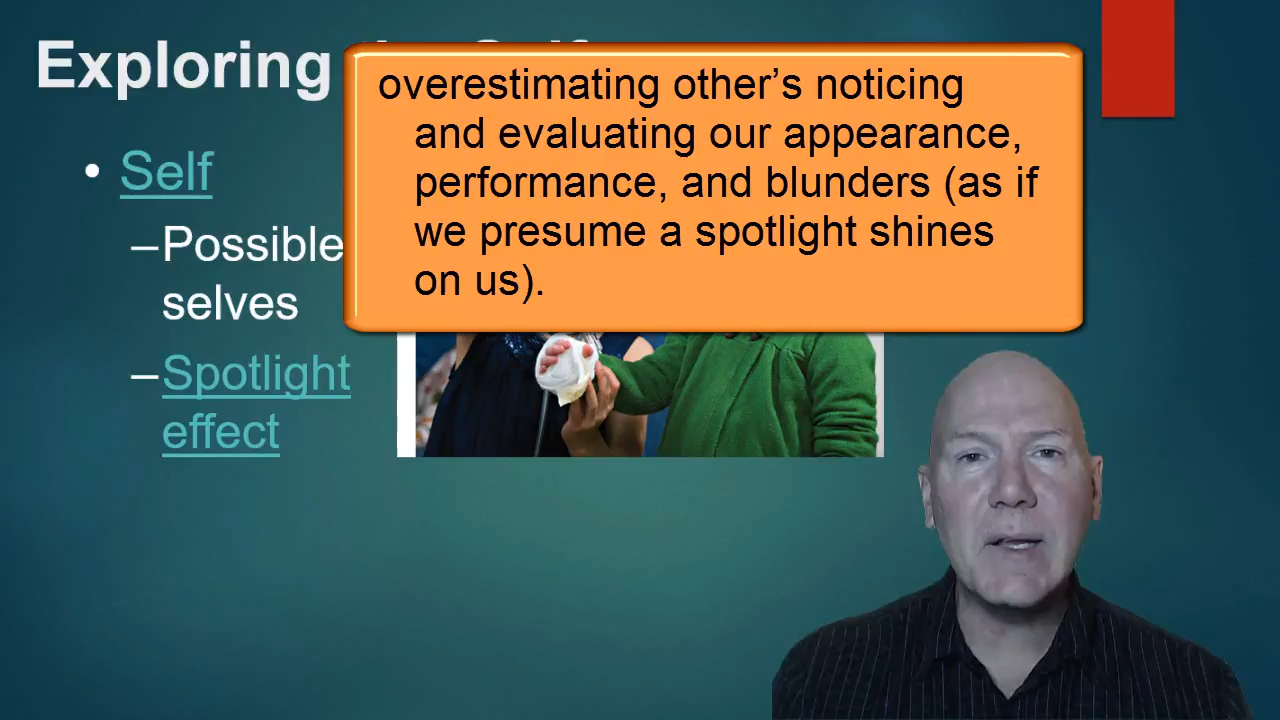 Exploring
overestimating other's noticing
and evaluating our appearance,
performance, and blunders (as if
we presume a spotlight shines
on us).
• Self
–Possible
selves
–Spotlight
effect